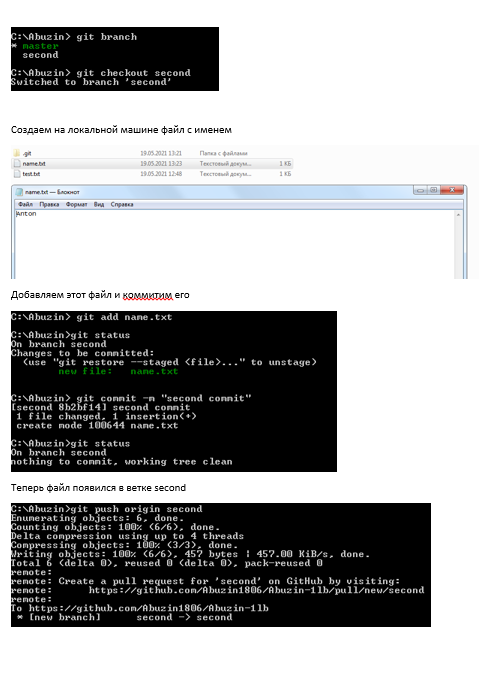 C:\Abuzin> git branch
* master
  second
C:\Abuzin> git checkout second
Switched to branch 'second'
Создаем на локальной машине файл с именем
.git 19.05.2021 13:21 Папка с файлами
name.txt 19.05.2021 13:23 Текстовый докум... 1 КБ
test.txt 19.05.2021 12:48 Текстовый докум... 1 КБ
name.txt — Блокнот
Файл Правка Формат Вид Справка
Anton
Добавляем этот файл и коммитим его
C:\Abuzin> git add name.txt
C:\Abuzin>git status
On branch second
Changes to be committed:
  (use "git restore --staged <file>..." to unstage)
        new file:   name.txt
C:\Abuzin> git commit -m "second commit"
[second 8b2bf14] second commit
 1 file changed, 1 insertion(+)
 create mode 100644 name.txt
C:\Abuzin>git status
On branch second
nothing to commit, working tree clean
Теперь файл появился в ветке second
C:\Abuzin>git push origin second
Enumerating objects: 6, done.
Counting objects: 100% (6/6), done.
Delta compression using up to 4 threads
Compressing objects: 100% (3/3), done.
Writing objects: 100% (6/6), 457 bytes | 457.00 KiB/s, done.
Total 6 (delta 0), reused 0 (delta 0), pack-reused 0
remote:
remote: Create a pull request for 'second' on GitHub by visiting:
remote:      https://github.com/Abuzin1806/Abuzin-1lb/pull/new/second
remote:
To https://github.com/Abuzin1806/Abuzin-1lb
 * [new branch]      second -> second